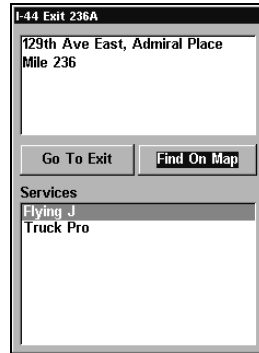 I-44 Exit 236A
129th Ave East, Admiral Place
Mile 236
Go To Exit
Find On Map
Services
Flying J
Truck Pro